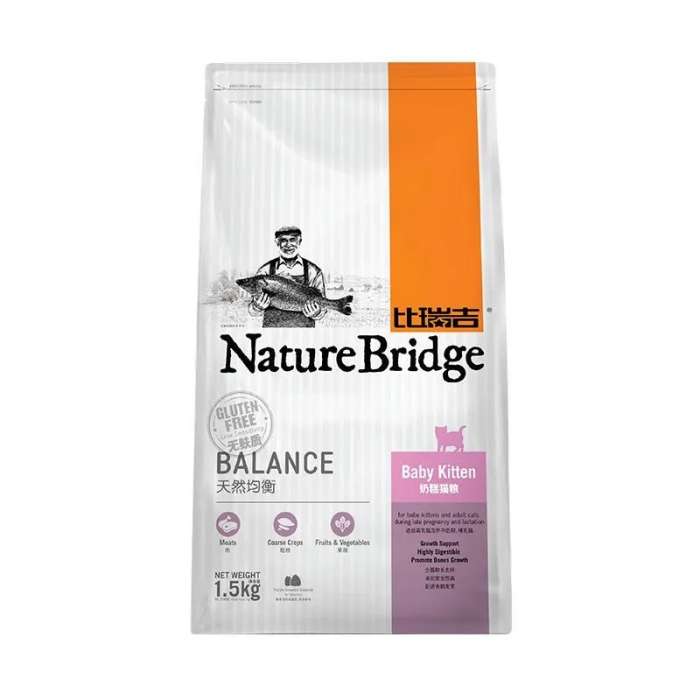 比瑞吉®
NatureBridge
GLUTEN
FREE
无麸质
BALANCE
天然均衡
Baby Kitten
奶糕猫粮
for baby kittens and adult cats
during late pregnancy and lactation
Meats
肉
Coarse Crops
粗粮
Fruits & Vegetables
果蔬
Growth Support
Highly Digestible
Promote Bones Growth
NET WEIGHT
1.5kg